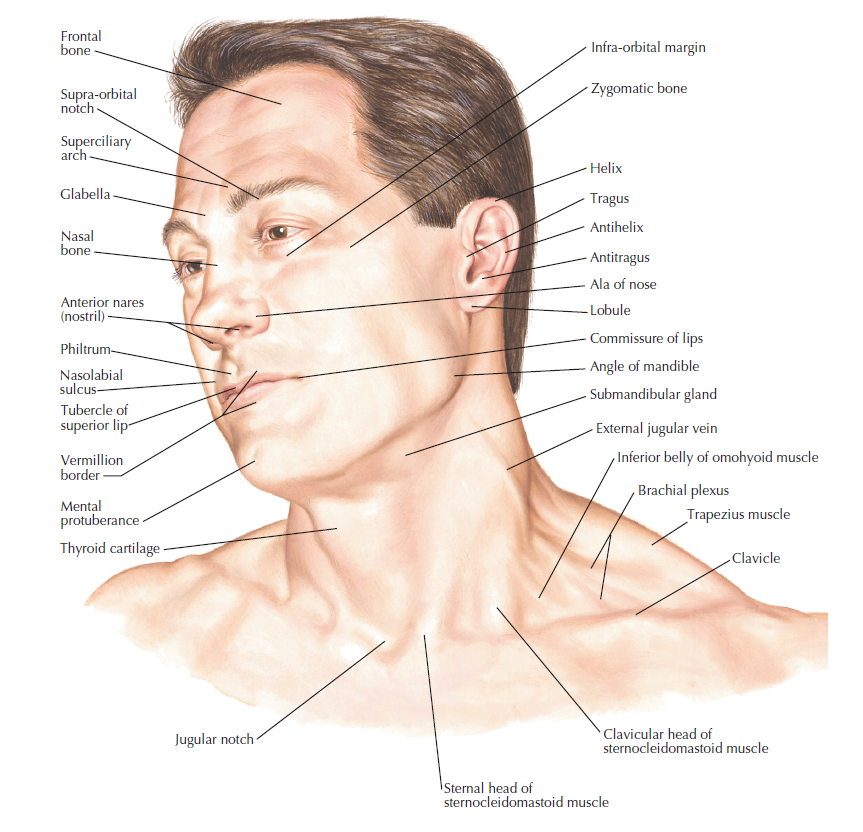 Frontal
bone
Supra-orbital
notch
Superciliary
arch
Glabella
Nasal
bone
Anterior nares
(nostril)
Philtrum
Nasolabial
sulcus
Tubercle of
superior lip
Vermillion
border
Mental
protuberance
Thyroid cartilage
Jugular notch
Infra-orbital margin
Zygomatic bone
Helix
Tragus
Antihelix
Antitragus
Ala of nose
Lobule
Commissure of lips
Angle of mandible
Submandibular gland
External jugular vein
Inferior belly of omohyoid muscle
Brachial plexus
Trapezius muscle
Clavicle
Clavicular head of
sternocleidomastoid muscle
Sternal head of
sternocleidomastoid muscle